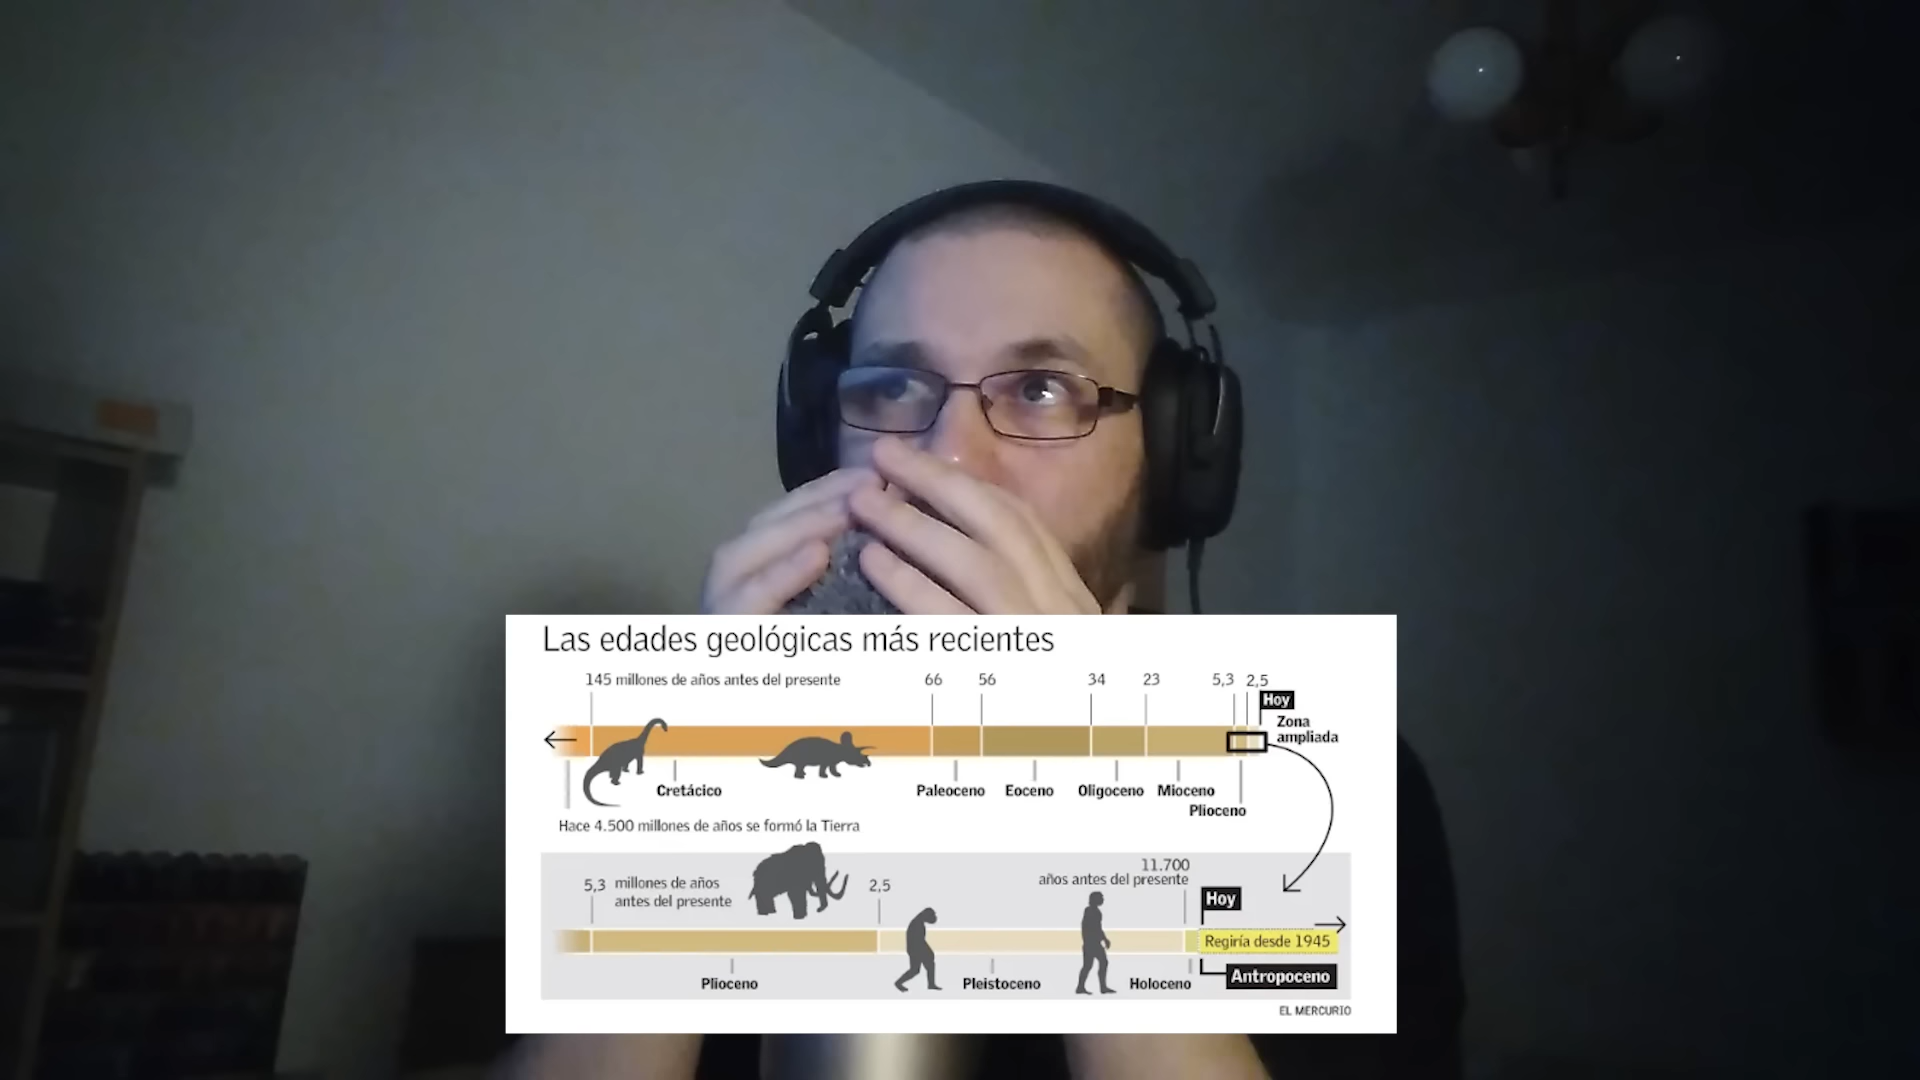 Las edades geológicas más recientes
145 millones de años antes del presente 66 56 34 23 5,3 2,5
Hoy
Zona
ampliada
Cretácico Paleoceno Eoceno Oligoceno Mioceno
Plioceno
Hace 4.500 millones de años se formó la Tierra
11.700
años antes del presente
5,3 millones de años
antes del presente
2,5
Hoy
Regiría desde 1945
Plioceno Pleistoceno Holoceno Antropoceno
EL MERCURIO